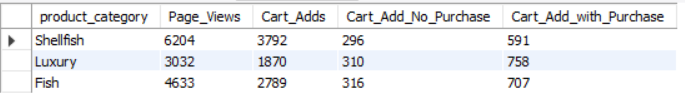 product_category Page_Views Cart_Adds Cart_Add_No_Purchase Cart_Add_with_Purchase
Shellfish 6204 3792 296 591
Luxury 3032 1870 310 758
Fish 4633 2789 316 707